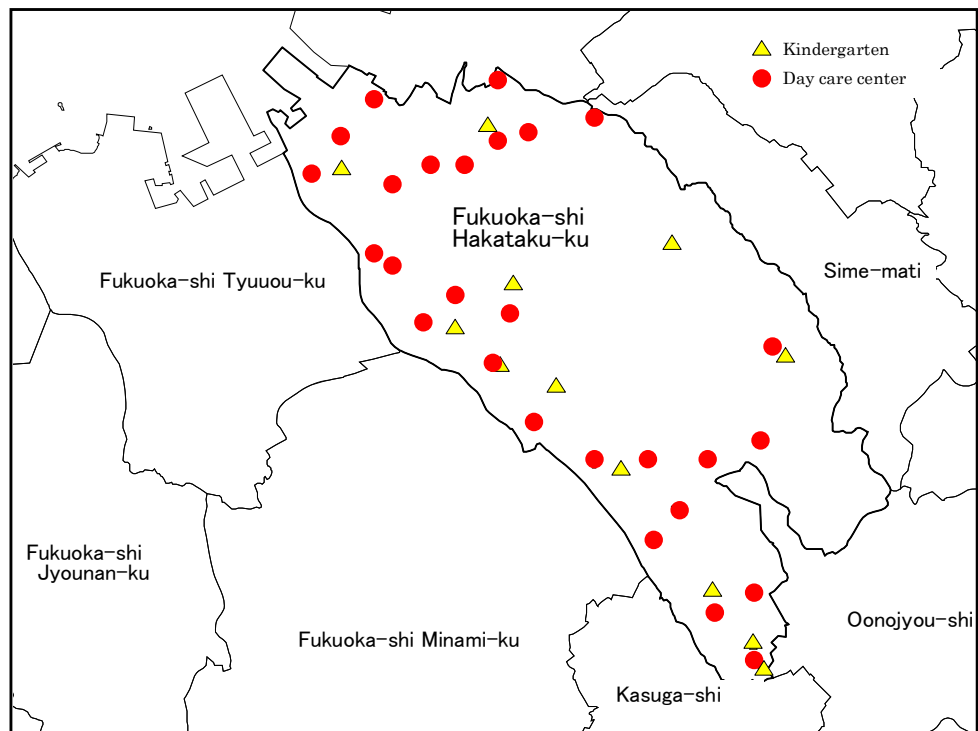 Kindergarten
Day care center
Fukuoka-shi
Hakataku-ku
Sime-mati
Fukuoka-shi Tyuuou-ku
Fukuoka-shi
Jyounan-ku
Oonojyou-shi
Fukuoka-shi Minami-ku
Kasuga-shi